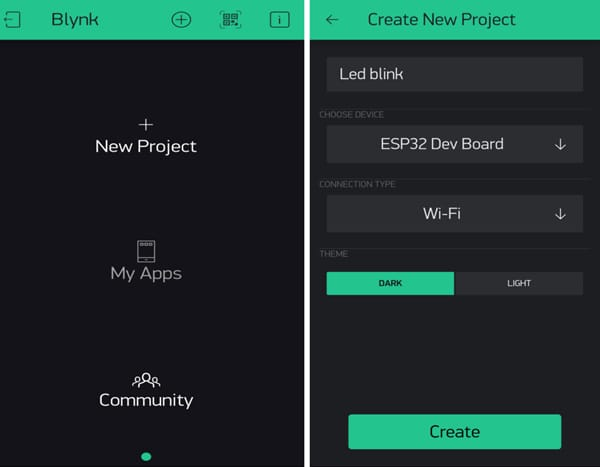 Blynk
New Project
My Apps
Community
Create New Project
Led blink
CHOOSE DEVICE
ESP32 Dev Board
CONNECTION TYPE
Wi-Fi
THEME
DARK
LIGHT
Create